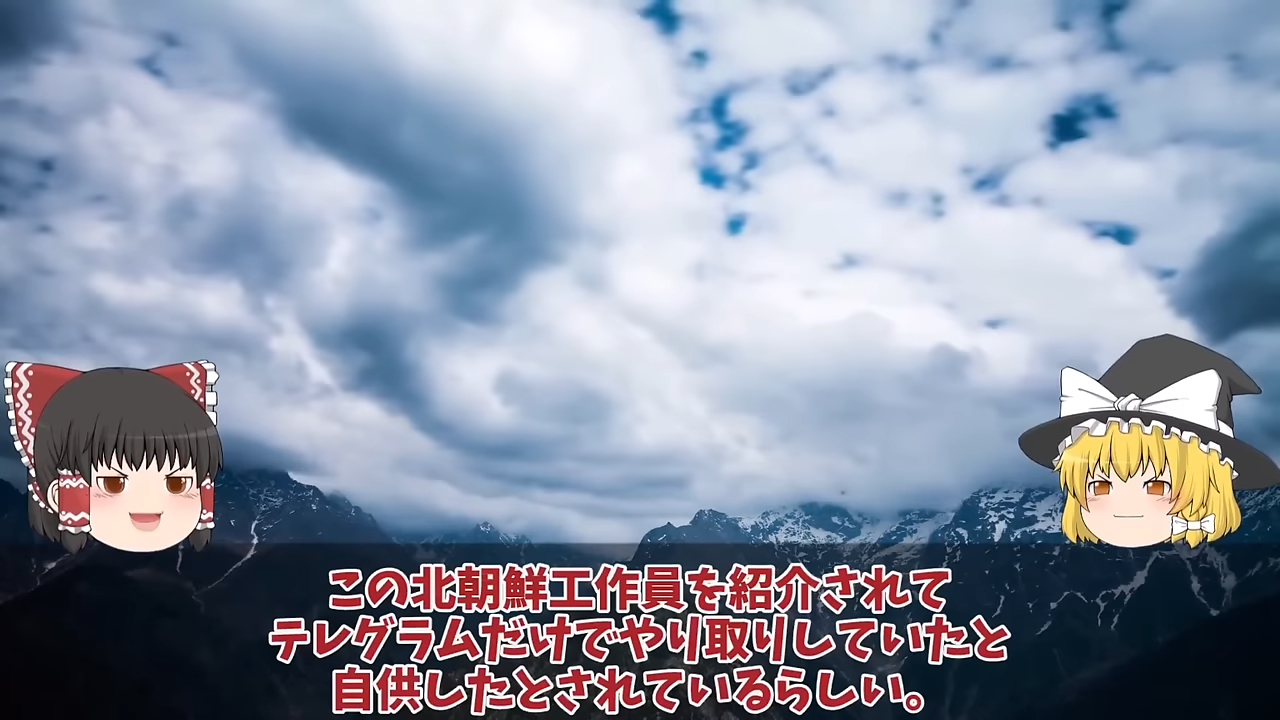 この北朝鮮工作員を紹介されて
テレグラムだけでやり取りしていたと
自供したとされているらしい。